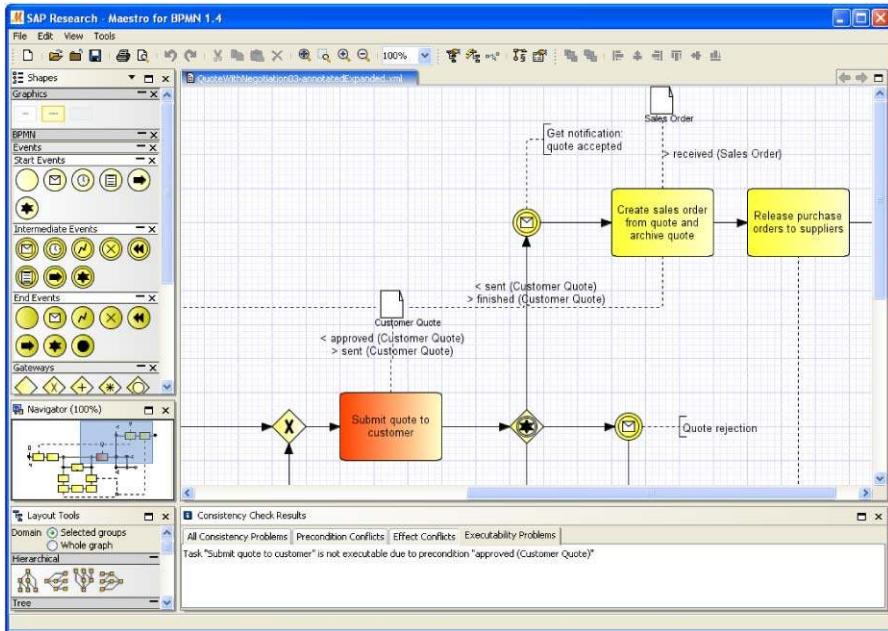 SAP Research - Maestro for BPMN 1.4
File Edit View Tools
100%
Shapes
Graphics
BPMN
Events
Start Events
Intermediate Events
End Events
Gateways
Navigator (100%)
Layout Tools
Domain
Selected groups
Whole graph
Hierarchical
Tree
QuoteWithNegotiation03-annotatedExpanded.xml
Sales Order
Get notification:
quote accepted
> received (Sales Order)
Create sales order
from quote and
archive quote
Release purchase
orders to suppliers
< sent (Customer Quote)
> finished (Customer Quote)
Customer Quote
< approved (Customer Quote)
> sent (Customer Quote)
Submit quote to
customer
Quote rejection
Consistency Check Results
All Consistency Problems
Precondition Conflicts
Effect Conflicts
Executability Problems
Task "Submit quote to customer" is not executable due to precondition "approved (Customer Quote)"